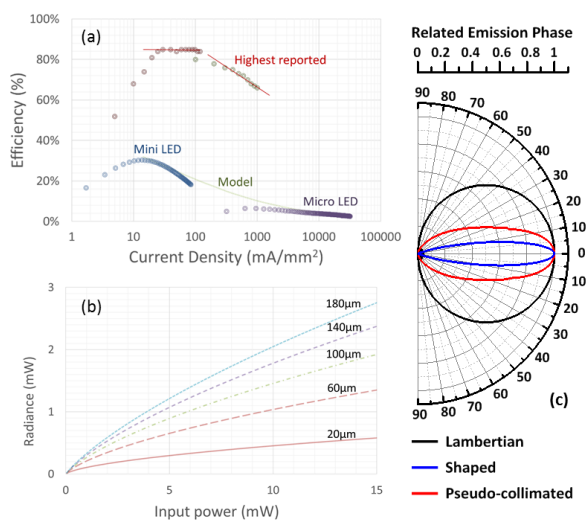 (a)
Highest reported
Mini LED
Model
Micro LED
Efficiency (%)
100%
80%
60%
40%
20%
0%
1
10
100
1000
10000
100000
Current Density (mA/mm²)
(b)
180µm
140µm
100µm
60µm
20µm
Radiance (mW)
3
2
1
0
0
5
10
15
Input power (mW)
Related Emission Phase
0 0.2 0.4 0.6 0.8 1
90
80
70
60
50
40
30
20
10
0
10
20
30
40
50
60
70
80
90
(c)
Lambertian
Shaped
Pseudo-collimated